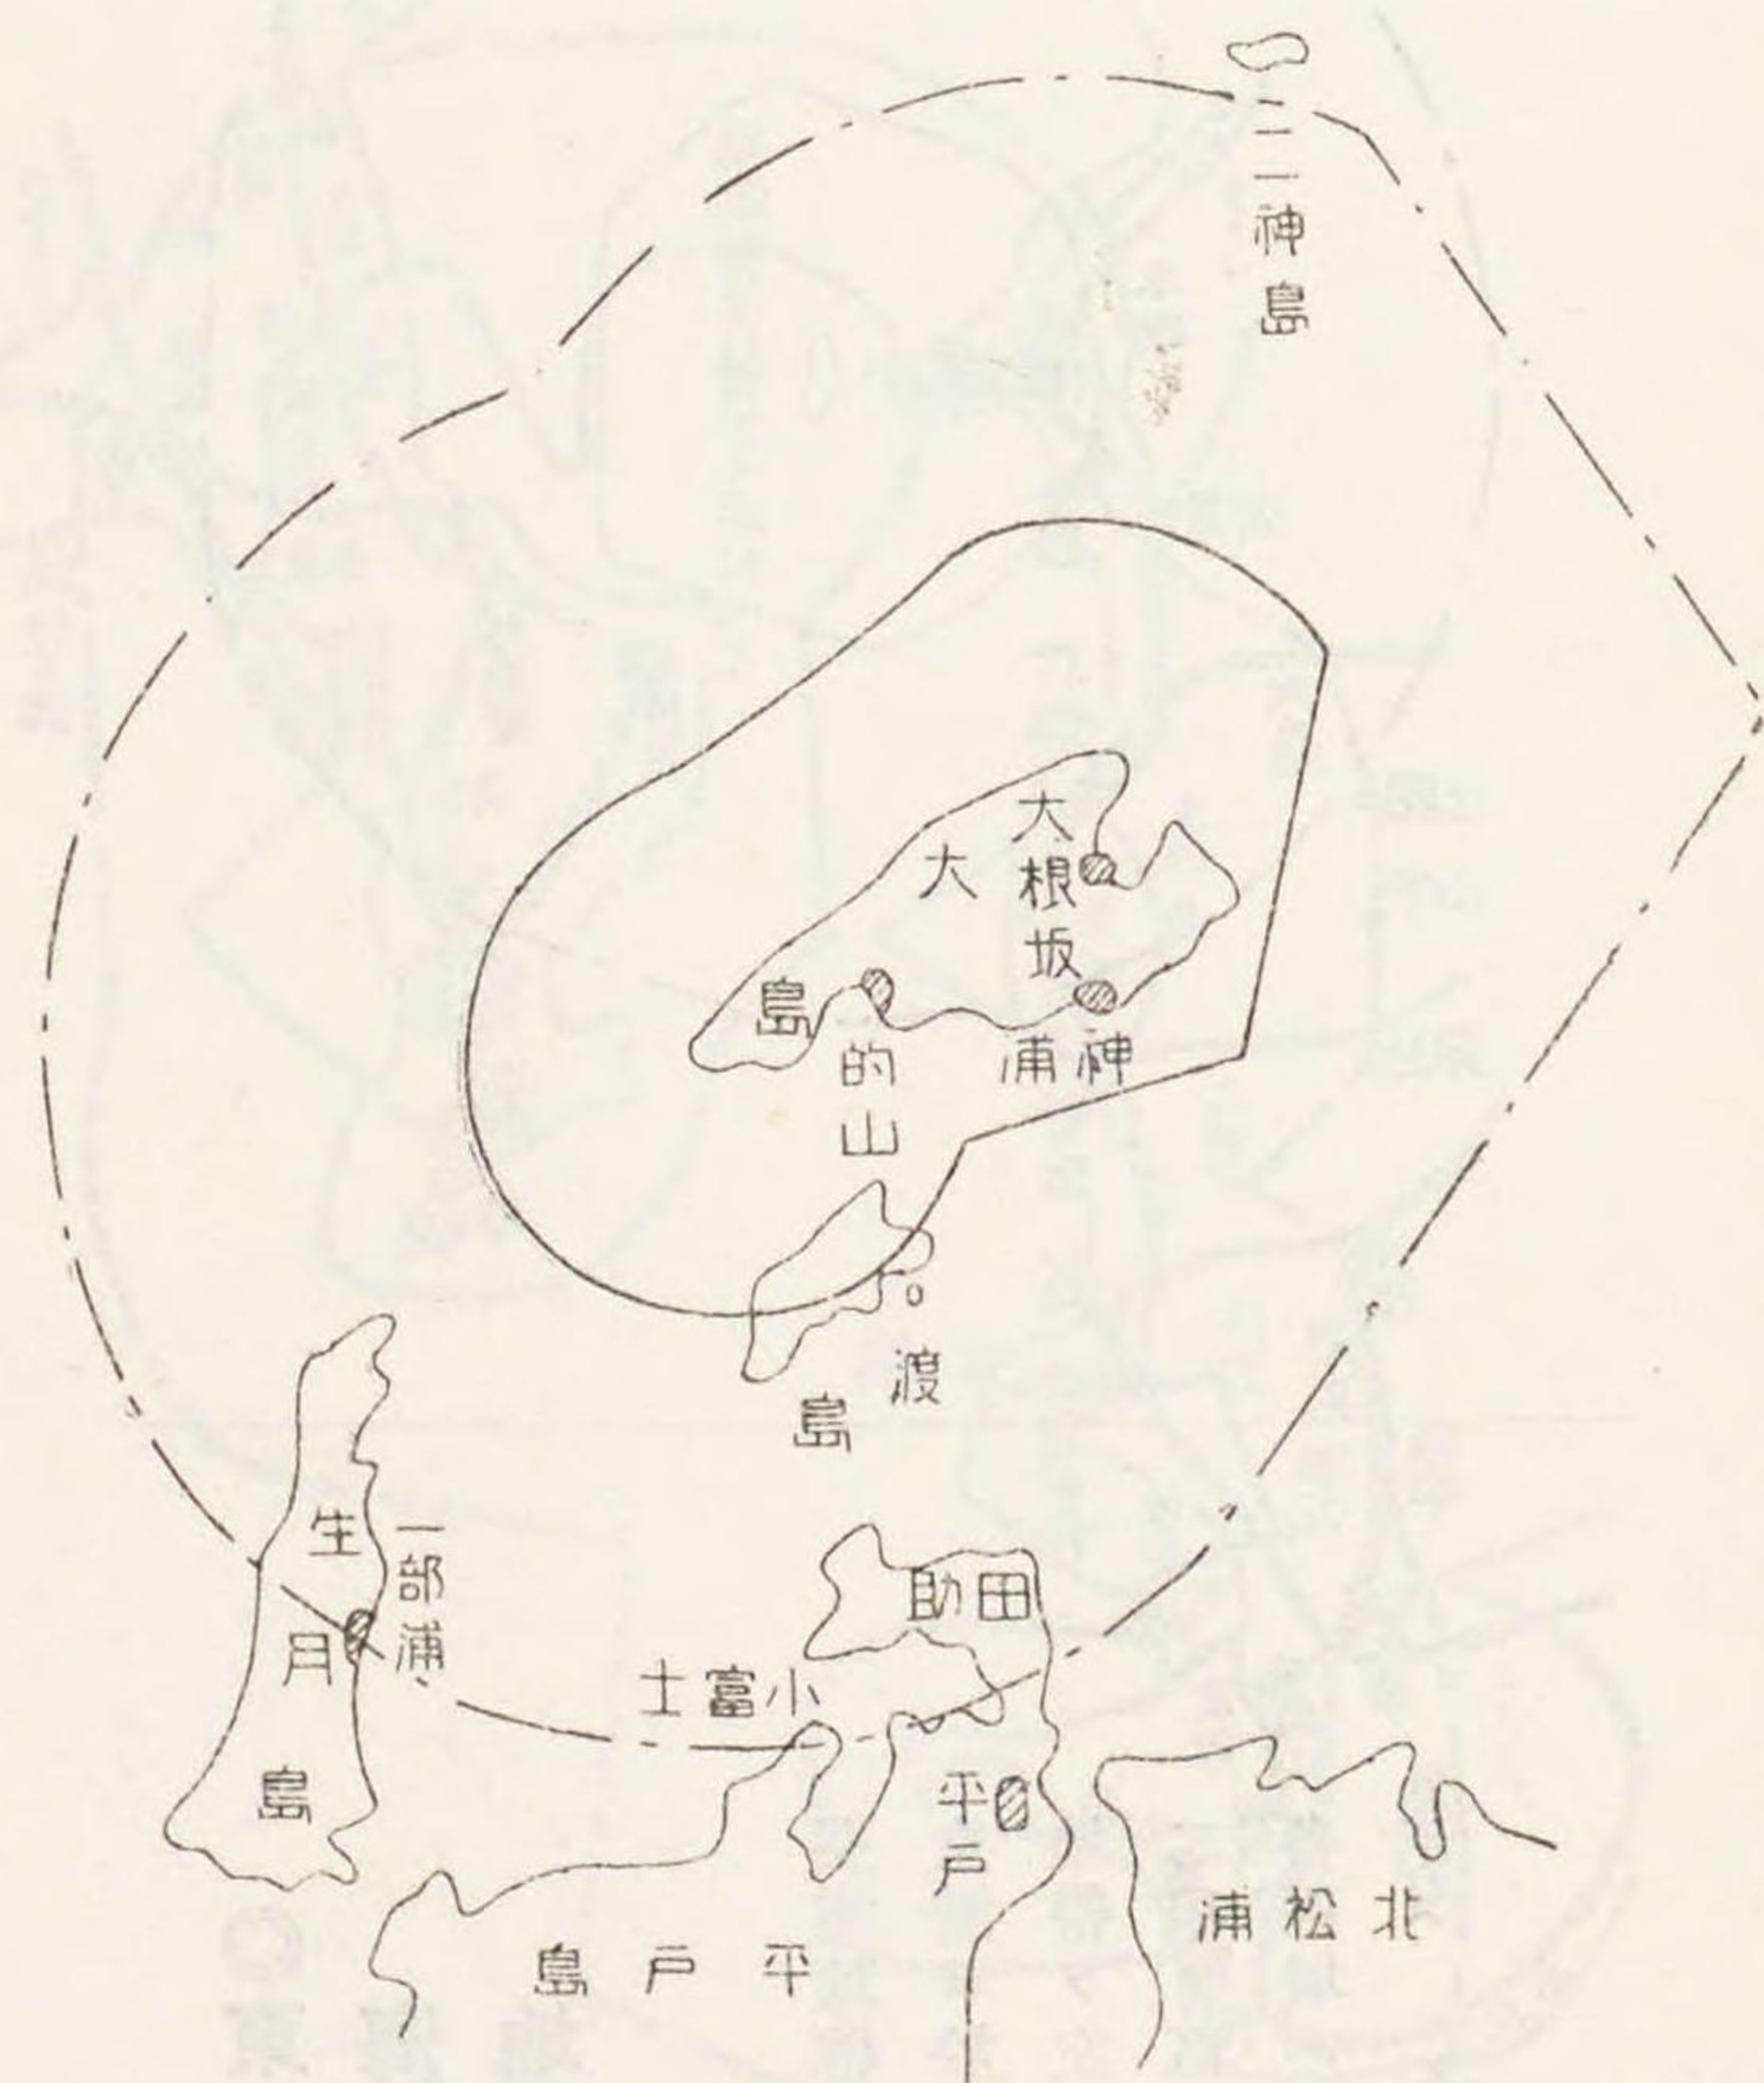 二神島
大根坂
大島
的山
神浦
渡島
生月島
一部浦
田助
小富士
平戸
平戸島
北松浦